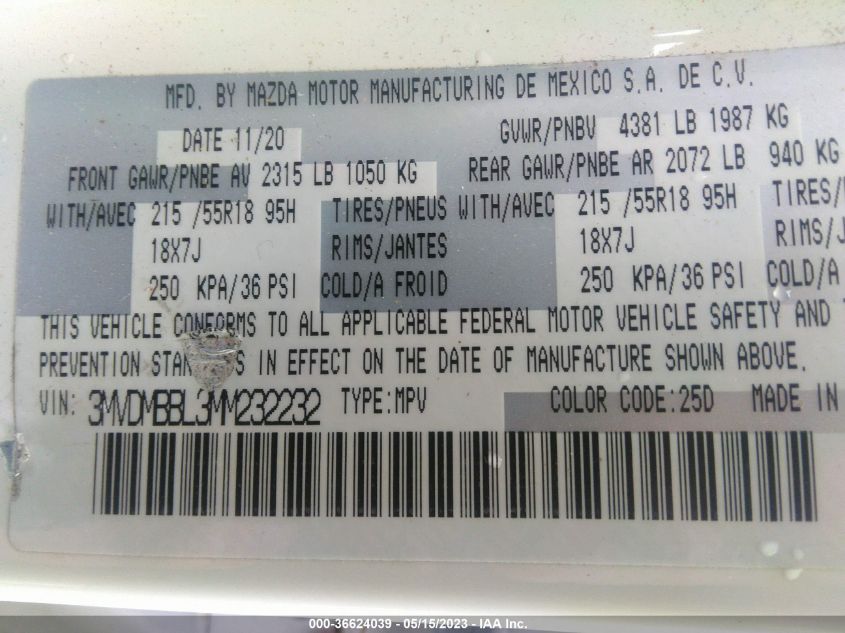 MFD. BY MAZDA MOTOR MANUFACTURING DE MEXICO S.A. DE C.V.
DATE 11/20 GVWR/PNBV 4381 LB 1987 KG
FRONT GAWR/PNBE AV 2315 LB 1050 KG REAR GAWR/PNBE AR 2072 LB 940 KG
WITH/AVEC 215 /55R18 95H TIRES/PNEUS WITH/AVEC 215 /55R18 95H TIRES/
18X7J RIMS/JANTES 18X7J RIMS/J
250 KPA/36 PSI COLD/A FROID 250 KPA/36 PSI COLD/A
THIS VEHICLE CONFORMS TO ALL APPLICABLE FEDERAL MOTOR VEHICLE SAFETY AND
PREVENTION IN EFFECT ON THE DATE OF MANUFACTURE SHOWN ABOVE.
VIN: 3MVDMBBL3MM232232 TYPE:MPV COLOR CODE:25D MADE IN
000-36624039 - 05/15/2023 - IAA Inc.